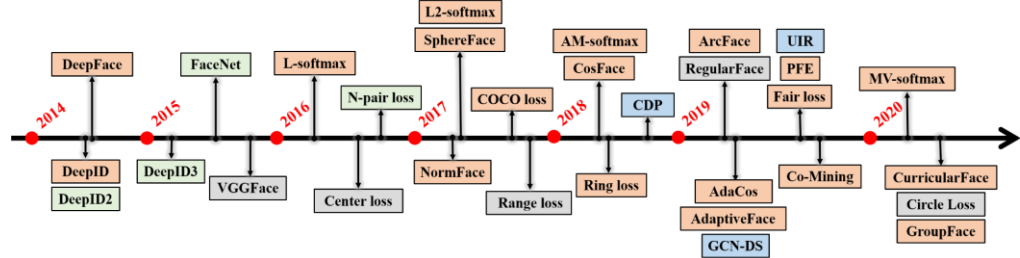 L2-softmax
SphereFace
AM-softmax
CosFace
ArcFace
RegularFace
UIR
PFE
Fair loss
DeepFace
FaceNet
L-softmax
N-pair loss
COCO loss
CDP
MV-softmax
2014
2015
2016
2017
2018
2019
2020
DeepID
DeepID2
DeepID3
VGGFace
Center loss
NormFace
Range loss
Ring loss
AdaCos
AdaptiveFace
GCN-DS
Co-Mining
CurricularFace
Circle Loss
GroupFace